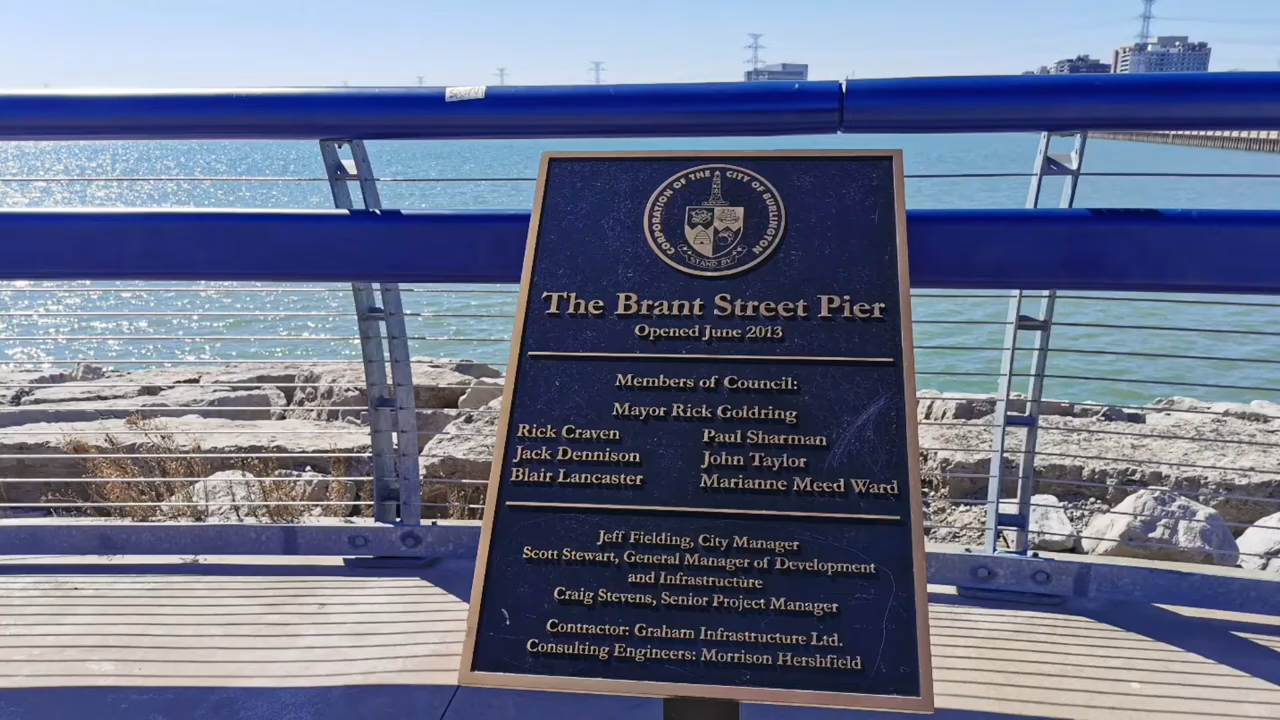 CORPORATION OF THE CITY OF BURLINGTON
STAND BY
The Brant Street Pier
Opened June 2013
Members of Council:
Mayor Rick Goldring
Rick Craven Paul Sharman
Jack Dennison John Taylor
Blair Lancaster Marianne Meed Ward
Jeff Fielding, City Manager
Scott Stewart, General Manager of Development
and Infrastructure
Craig Stevens, Senior Project Manager
Contractor: Graham Infrastructure Ltd.
Consulting Engineers: Morrison Hershfield